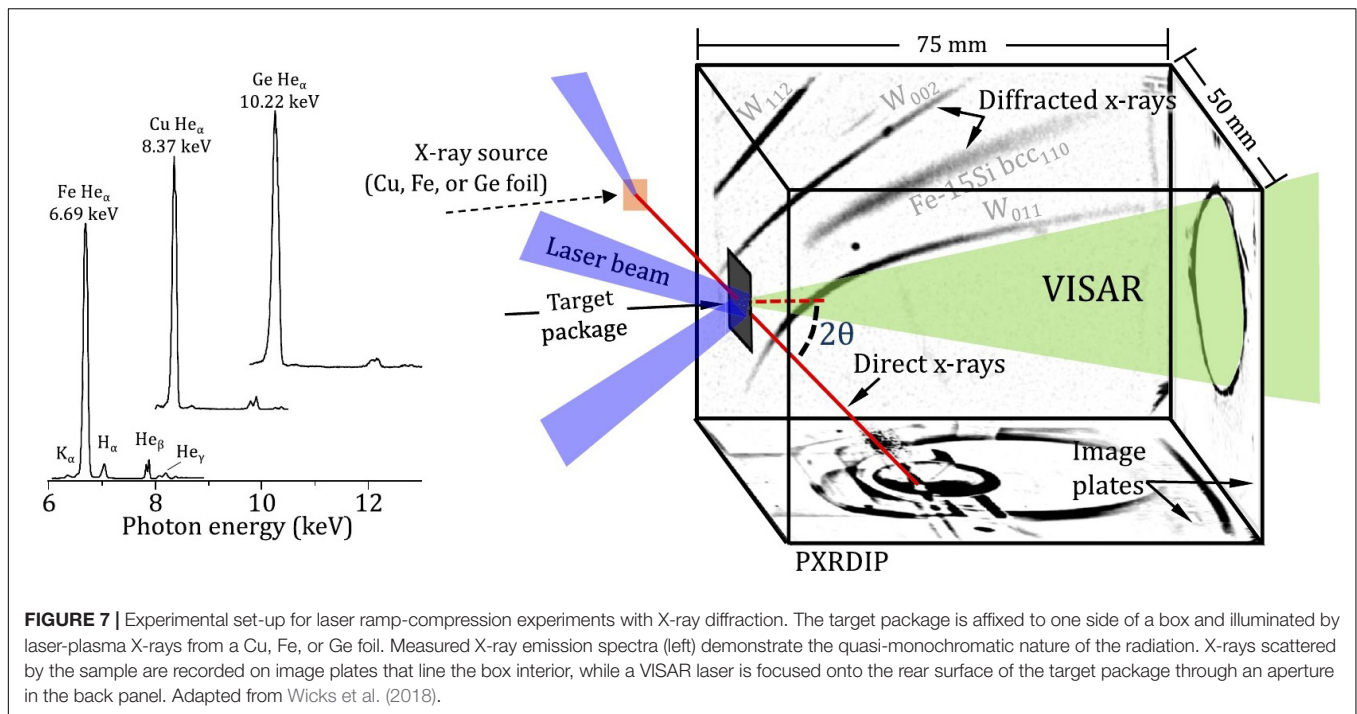 Ge Heα
10.22 keV
Cu Heα
8.37 keV
Fe Heα
6.69 keV
Kα
Hα
Heβ
Heγ
6
8
10
12
Photon energy (keV)
75 mm
50 mm
X-ray source
(Cu, Fe, or Ge foil)
Laser beam
Target
package
W112
W002
Diffracted x-rays
Fe-15Si bcc110
W011
VISAR
2θ
Direct x-rays
Image
plates
PXRDIP
FIGURE 7 | Experimental set-up for laser ramp-compression experiments with X-ray diffraction. The target package is affixed to one side of a box and illuminated by
laser-plasma X-rays from a Cu, Fe, or Ge foil. Measured X-ray emission spectra (left) demonstrate the quasi-monochromatic nature of the radiation. X-rays scattered
by the sample are recorded on image plates that line the box interior, while a VISAR laser is focused onto the rear surface of the target package through an aperture
in the back panel. Adapted from Wicks et al. (2018).